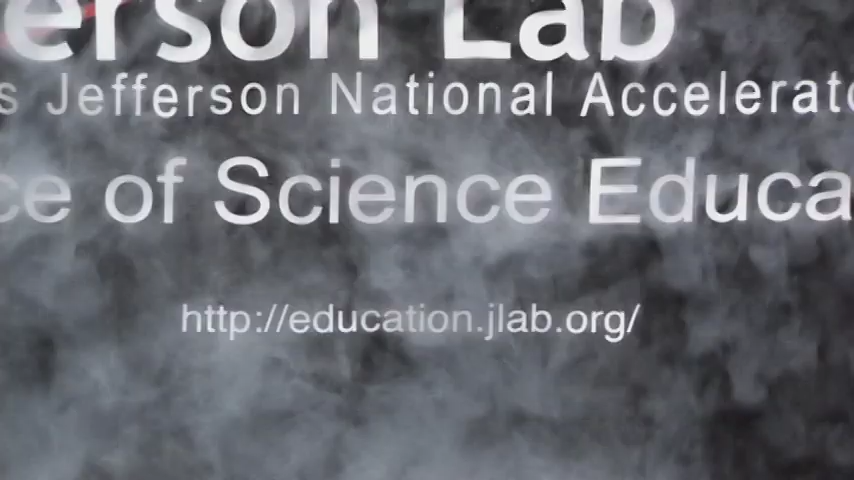 erson Lab
s Jefferson National Accelerato
ce of Science Educa
http://education.jlab.org/